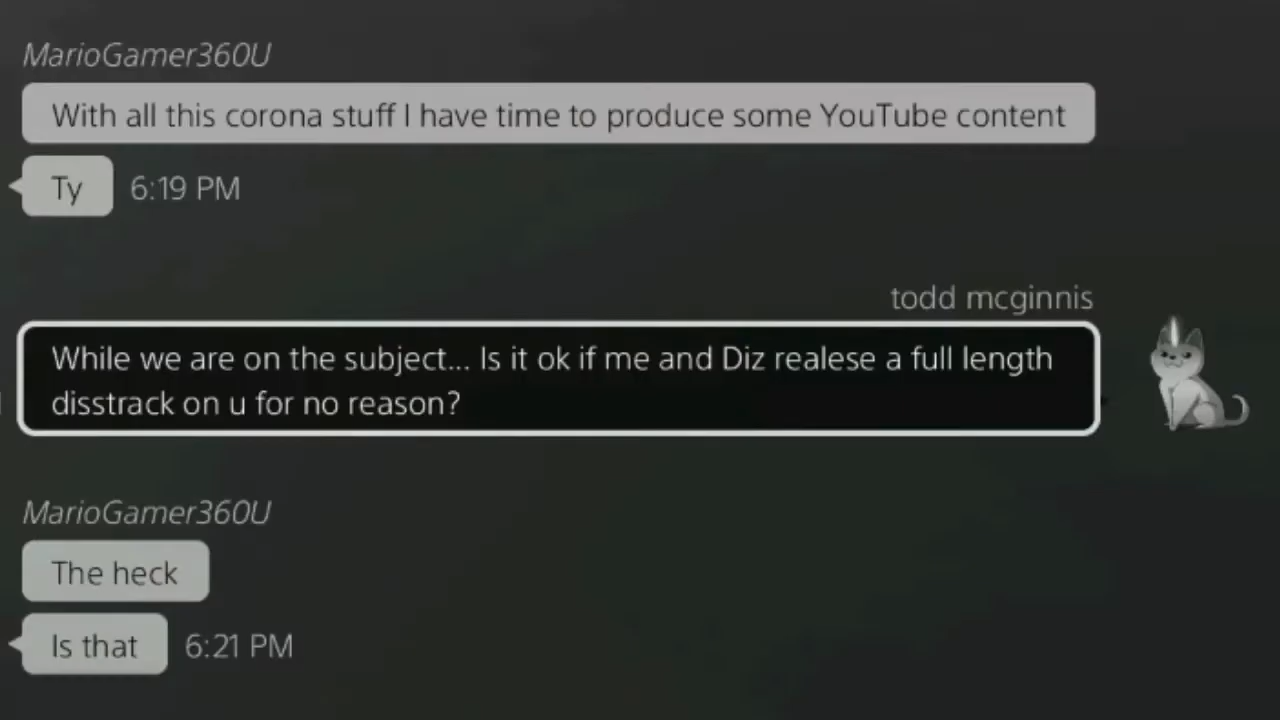 MarioGamer360U
With all this corona stuff I have time to produce some YouTube content
Ty 6:19 PM
todd mcginnis
While we are on the subject... Is it ok if me and Diz realese a full length
disstrack on u for no reason?
MarioGamer360U
The heck
Is that 6:21 PM